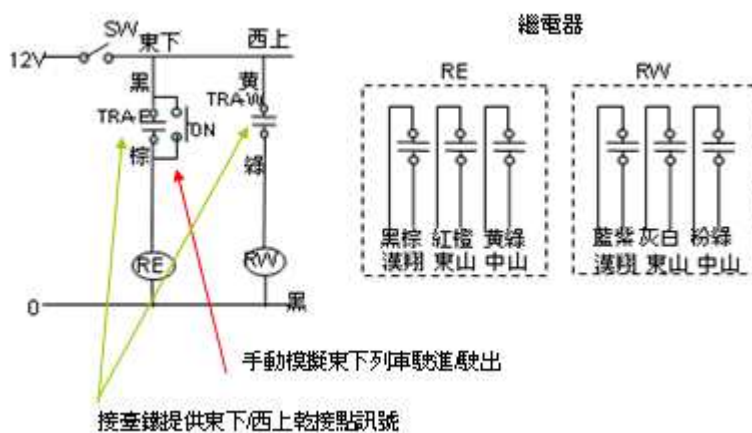 繼電器
SW
12V
東下
西上
黑
黃
TRA-E
TRA-W
DN
棕
綠
RE
RW
0
黑
RE
RW
黑棕 紅橙 黃綠
漢翔 東山 中山
藍紫 灰白 粉綠
漢翔 東山 中山
手動模擬東下列車駛進/駛出
接臺鐵提供東下/西上乾接點訊號